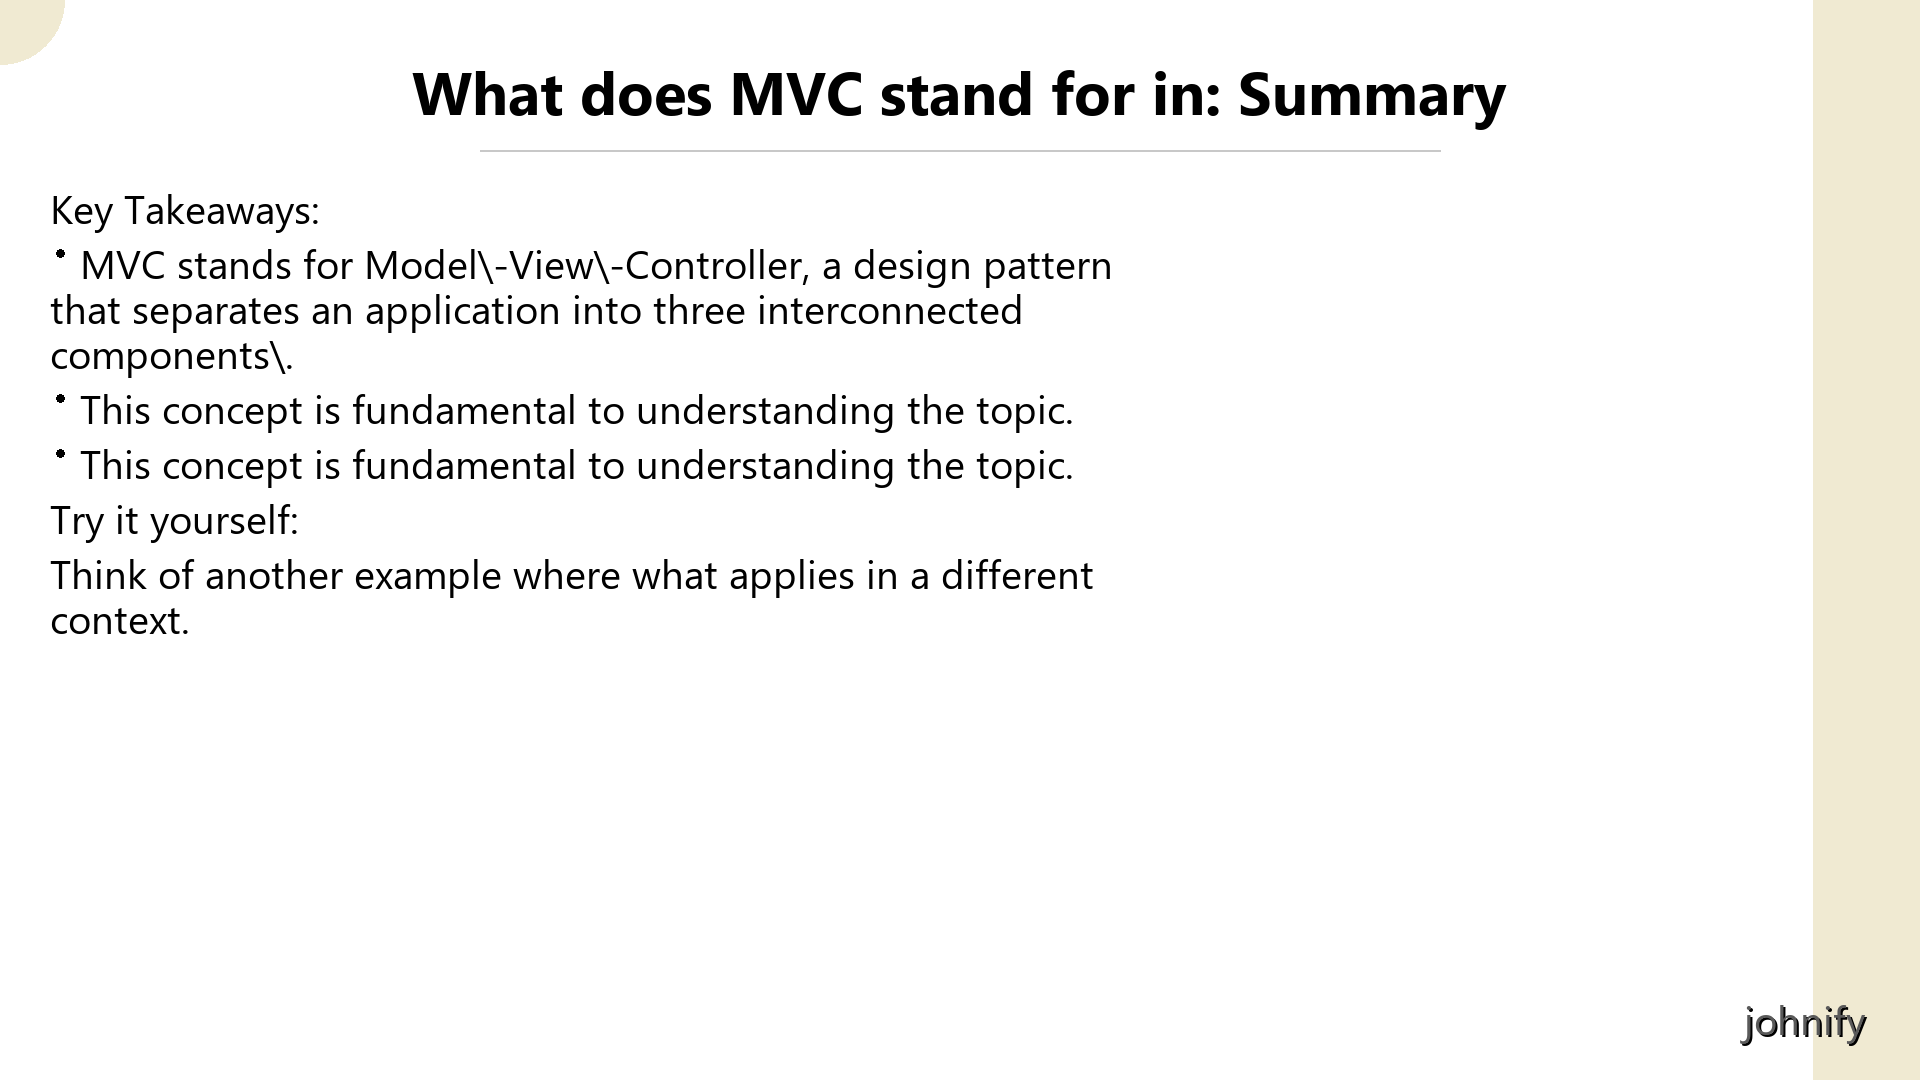 What does MVC stand for in: Summary
Key Takeaways:
• MVC stands for Model\-View\-Controller, a design pattern
that separates an application into three interconnected
components\.
• This concept is fundamental to understanding the topic.
• This concept is fundamental to understanding the topic.
Try it yourself:
Think of another example where what applies in a different
context.
johnify